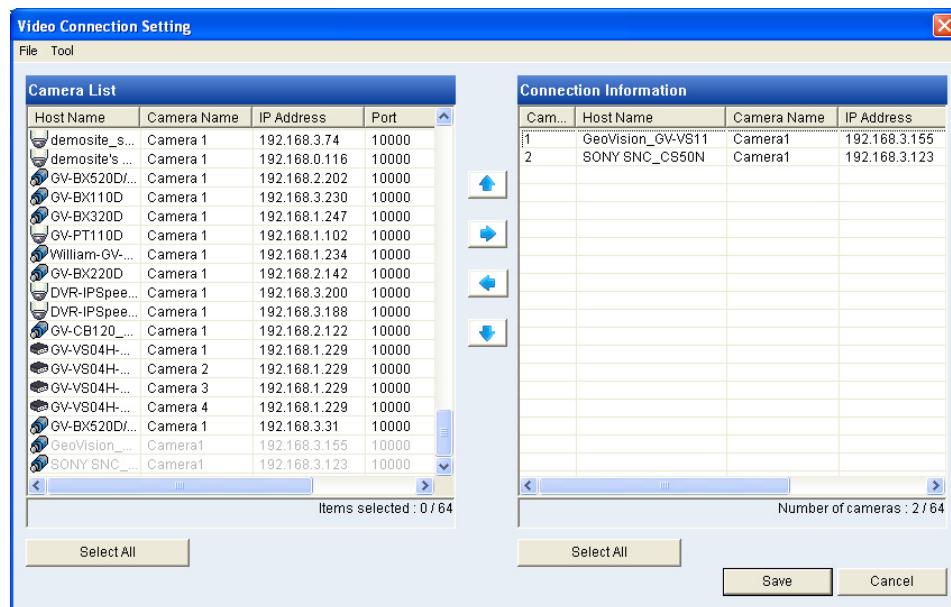 Video Connection Setting
File Tool
Camera List
Host Name Camera Name IP Address Port
demosite_s... Camera 1 192.168.3.74 10000
demosite's ... Camera 1 192.168.0.116 10000
GV-BX520D/... Camera 1 192.168.2.202 10000
GV-BX110D Camera 1 192.168.3.230 10000
GV-BX320D Camera 1 192.168.1.247 10000
GV-PT110D Camera 1 192.168.1.102 10000
William-GV-... Camera 1 192.168.1.234 10000
GV-BX220D Camera 1 192.168.2.142 10000
DVR-IPSpee... Camera 1 192.168.3.200 10000
DVR-IPSpee... Camera 1 192.168.3.188 10000
GV-CB120_... Camera 1 192.168.2.122 10000
GV-VS04H-... Camera 1 192.168.1.229 10000
GV-VS04H-... Camera 2 192.168.1.229 10000
GV-VS04H-... Camera 3 192.168.1.229 10000
GV-VS04H-... Camera 4 192.168.1.229 10000
GV-BX520D/... Camera 1 192.168.3.31 10000
GeoVision_... Camera1 192.168.3.155 10000
SONY SNC_... Camera1 192.168.3.123 10000
Items selected : 0 / 64
Select All
Connection Information
Cam... Host Name Camera Name IP Address
1 GeoVision_GV-VS11 Camera1 192.168.3.155
2 SONY SNC_CS50N Camera1 192.168.3.123
Number of cameras : 2 / 64
Select All
Save Cancel